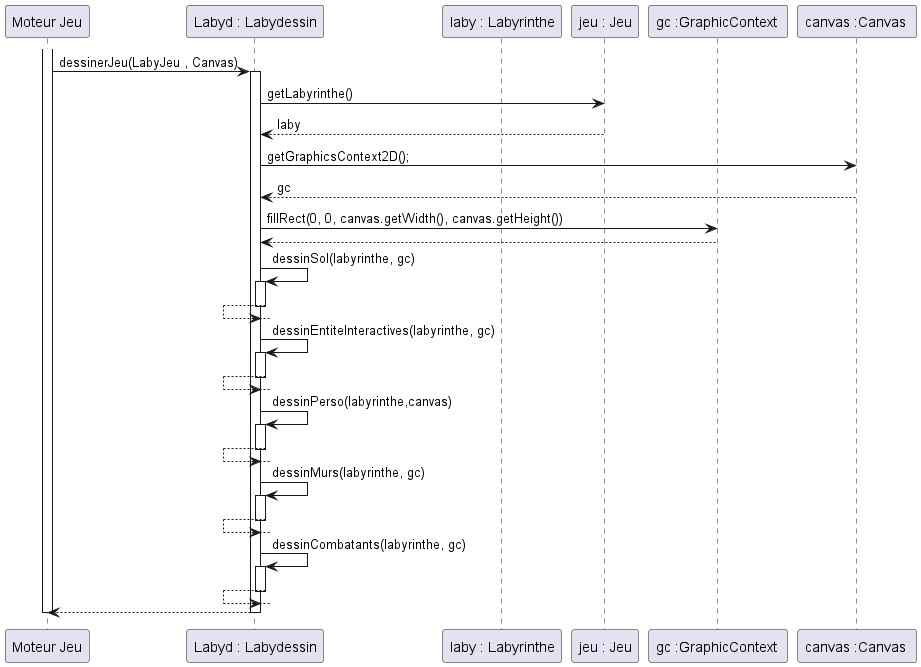 Moteur Jeu
Labyd : Labydessin
laby : Labyrinthe
jeu : Jeu
gc :GraphicContext
canvas :Canvas
dessinerJeu(LabyJeu , Canvas)
getLabyrinthe()
laby
getGraphicsContext2D();
gc
fillRect(0, 0, canvas.getWidth(), canvas.getHeight())
dessinSol(labyrinthe, gc)
dessinEntiteInteractives(labyrinthe, gc)
dessinPerso(labyrinthe,canvas)
dessinMurs(labyrinthe, gc)
dessinCombatants(labyrinthe, gc)
Moteur Jeu
Labyd : Labydessin
laby : Labyrinthe
jeu : Jeu
gc :GraphicContext
canvas :Canvas